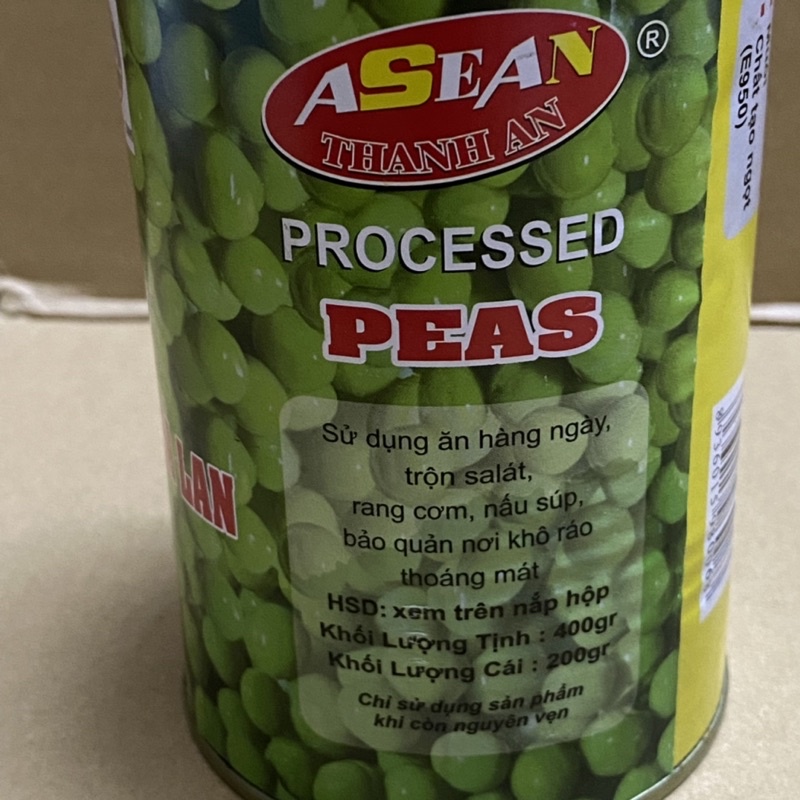 ASEAN
®
THANH AN
PROCESSED
PEAS
LAN
Sử dụng ăn hàng ngày,
trộn salát,
rang cơm, nấu súp,
bảo quản nơi khô ráo
thoáng mát
HSD: xem trên nắp hộp
Khối Lượng Tịnh : 400gr
Khối Lượng Cái : 200gr
Chỉ sử dụng sản phẩm
khi còn nguyên vẹn
Chất tạo ngọt
(E950)